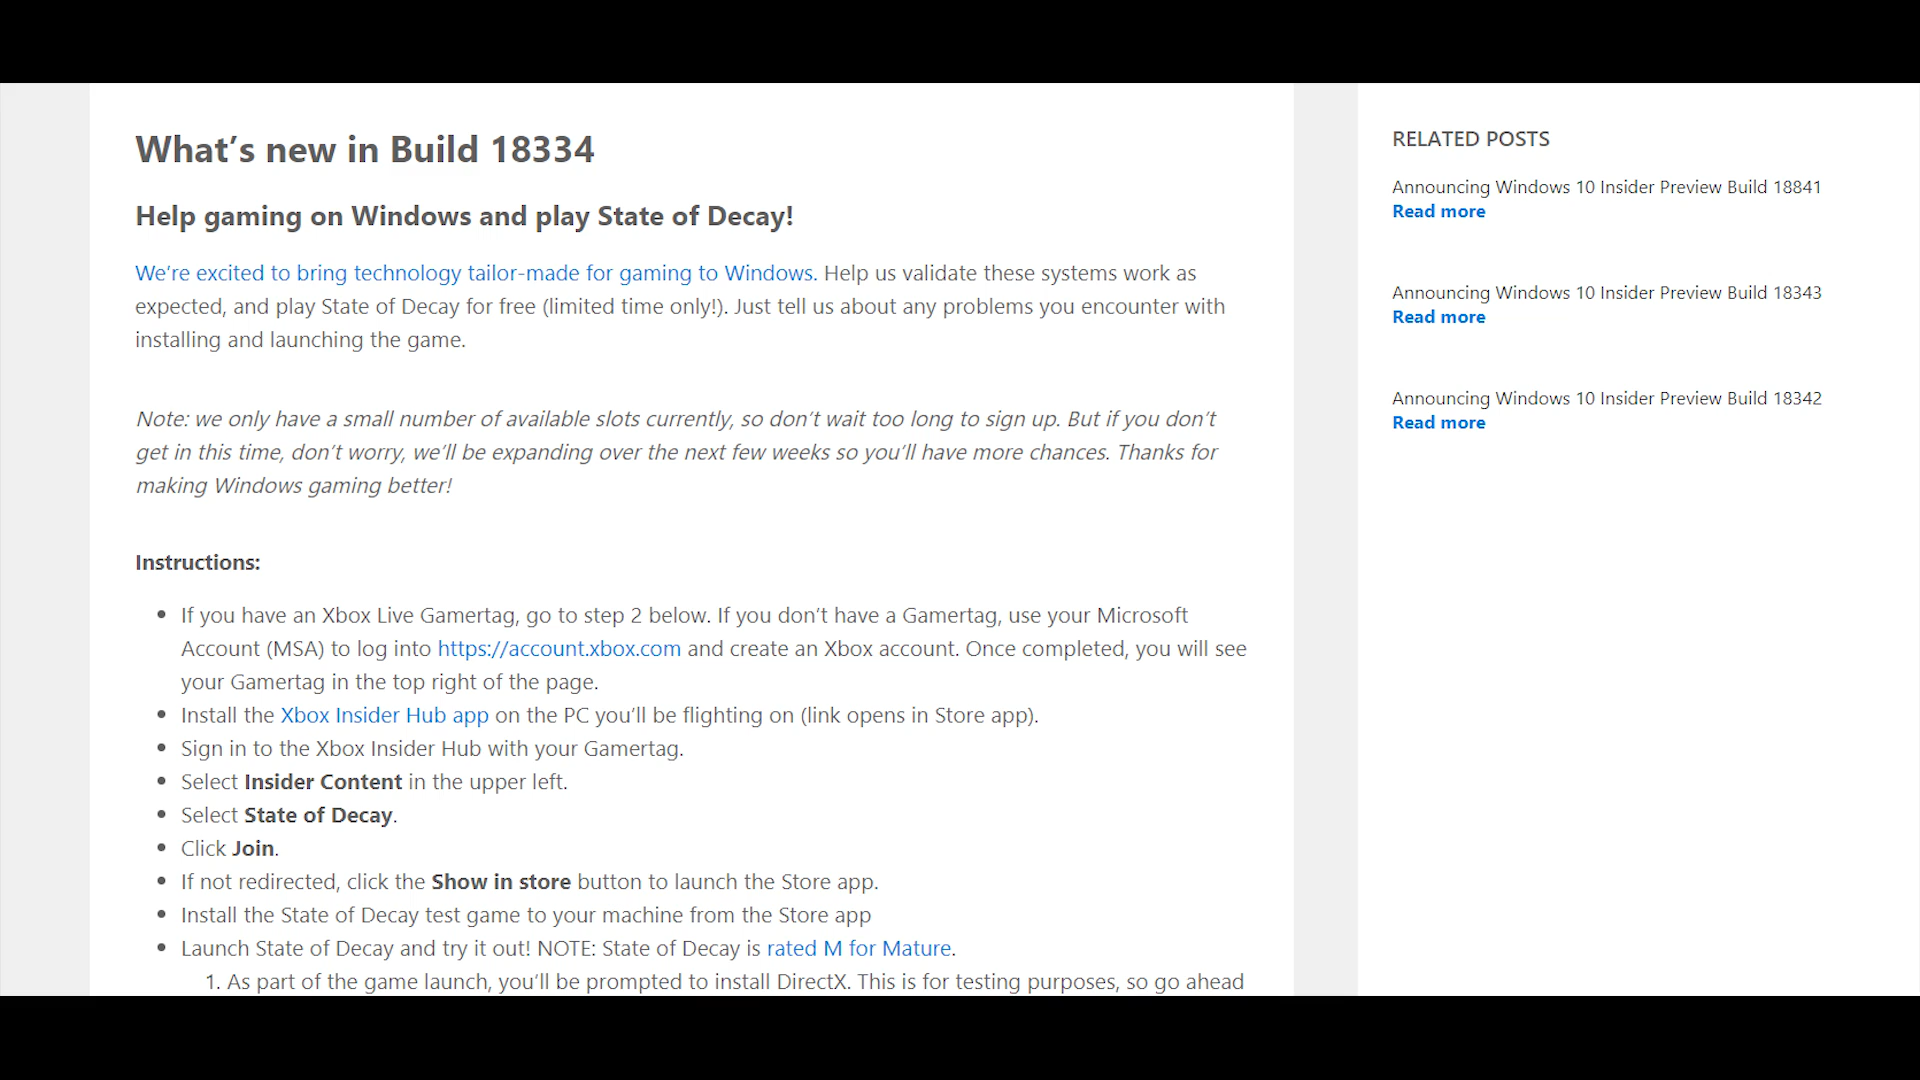 What’s new in Build 18334
Help gaming on Windows and play State of Decay!
We’re excited to bring technology tailor-made for gaming to Windows. Help us validate these systems work as
expected, and play State of Decay for free (limited time only!). Just tell us about any problems you encounter with
installing and launching the game.
Note: we only have a small number of available slots currently, so don’t wait too long to sign up. But if you don’t
get in this time, don’t worry, we’ll be expanding over the next few weeks so you’ll have more chances. Thanks for
making Windows gaming better!
Instructions:
• If you have an Xbox Live Gamertag, go to step 2 below. If you don’t have a Gamertag, use your Microsoft
Account (MSA) to log into https://account.xbox.com and create an Xbox account. Once completed, you will see
your Gamertag in the top right of the page.
• Install the Xbox Insider Hub app on the PC you’ll be flighting on (link opens in Store app).
• Sign in to the Xbox Insider Hub with your Gamertag.
• Select Insider Content in the upper left.
• Select State of Decay.
• Click Join.
• If not redirected, click the Show in store button to launch the Store app.
• Install the State of Decay test game to your machine from the Store app
• Launch State of Decay and try it out! NOTE: State of Decay is rated M for Mature.
1. As part of the game launch, you’ll be prompted to install DirectX. This is for testing purposes, so go ahead
RELATED POSTS
Announcing Windows 10 Insider Preview Build 18841
Read more
Announcing Windows 10 Insider Preview Build 18343
Read more
Announcing Windows 10 Insider Preview Build 18342
Read more